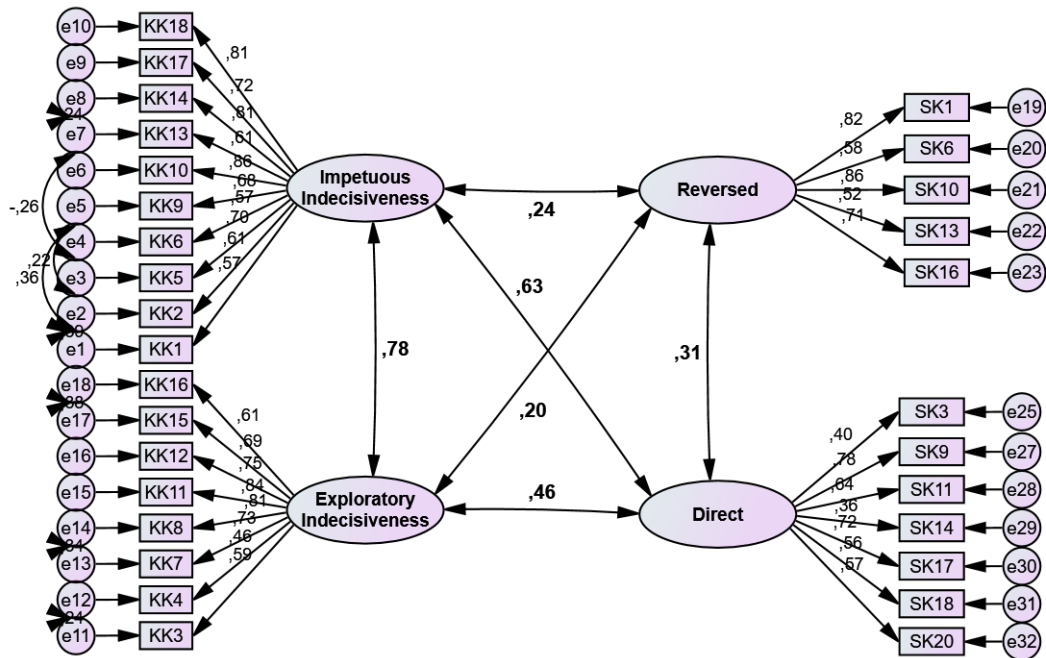 e10
KK18
e9
KK17
e8
KK14
,24
e7
KK13
e6
KK10
e5
KK9
e4
KK6
e3
KK5
e2
KK2
e1
KK1
-,26
,22
,36
,81
,72
,81
,61
,86
,68
,57
,70
,61
,57
Impetuous
Indecisiveness
Reversed
,24
,82
,58
,86
,52
,71
SK1
e19
SK6
e20
SK10
e21
SK13
e22
SK16
e23
,63
,78
,31
,20
e18
KK16
e17
KK15
e16
KK12
e15
KK11
e14
KK8
e13
KK7
e12
KK4
,24
e11
KK3
,61
,69
,75
,84
,81
,73
,46
,59
Exploratory
Indecisiveness
,46
Direct
,40
,78
,64
,36
,72
,56
,57
SK3
e25
SK9
e27
SK11
e28
SK14
e29
SK17
e30
SK18
e31
SK20
e32